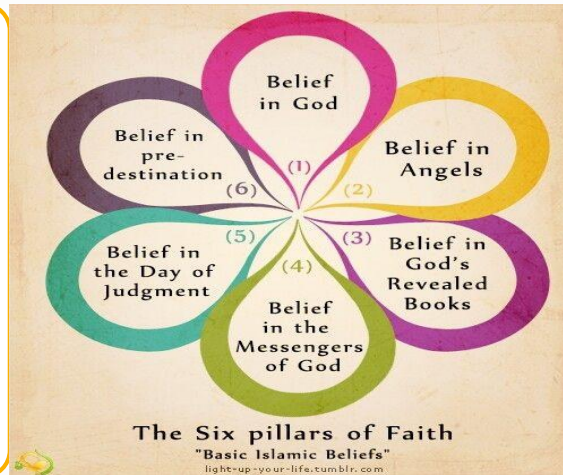 Belief
in God
(1)
Belief in
Angels
(2)
Belief in
God's
Revealed
Books
(3)
Belief
in the
Messengers
of God
(4)
Belief in
the Day of
Judgment
(5)
Belief in
pre-
destination
(6)
The Six pillars of Faith
"Basic Islamic Beliefs"
light-up-your-life.tumblr.com